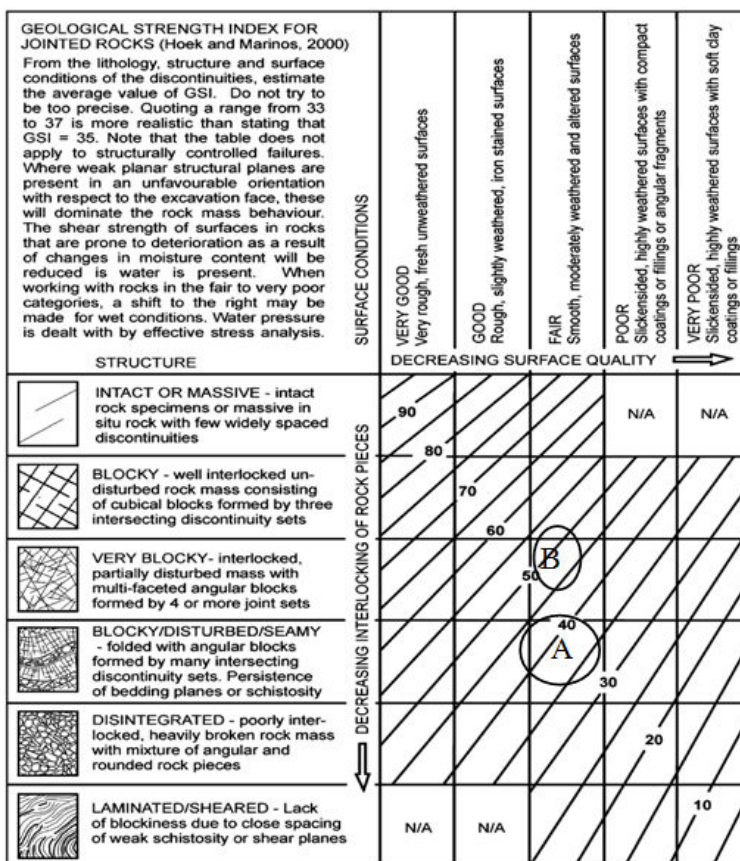 GEOLOGICAL STRENGTH INDEX FOR
JOINTED ROCKS (Hoek and Marinos, 2000)
From the lithology, structure and surface
conditions of the discontinuities, estimate
the average value of GSI. Do not try to
be too precise. Quoting a range from 33
to 37 is more realistic than stating that
GSI = 35. Note that the table does not
apply to structurally controlled failures.
Where weak planar structural planes are
present in an unfavourable orientation
with respect to the excavation face, these
will dominate the rock mass behaviour.
The shear strength of surfaces in rocks
that are prone to deterioration as a result
of changes in moisture content will be
reduced is water is present. When
working with rocks in the fair to very poor
categories, a shift to the right may be
made for wet conditions. Water pressure
is dealt with by effective stress analysis.
STRUCTURE
SURFACE CONDITIONS
VERY GOOD
Very rough, fresh unweathered surfaces
GOOD
Rough, slightly weathered, iron stained surfaces
FAIR
Smooth, moderately weathered and altered surfaces
POOR
Slickensided, highly weathered surfaces with compact
coatings or fillings or angular fragments
VERY POOR
Slickensided, highly weathered surfaces with soft clay
coatings or fillings
DECREASING SURFACE QUALITY
DECREASING INTERLOCKING OF ROCK PIECES
INTACT OR MASSIVE - intact
rock specimens or massive in
situ rock with few widely spaced
discontinuities
90
N/A
N/A
80
BLOCKY - well interlocked un-
disturbed rock mass consisting
of cubical blocks formed by three
intersecting discontinuity sets
70
60
VERY BLOCKY- interlocked,
partially disturbed mass with
multi-faceted angular blocks
formed by 4 or more joint sets
B
50
BLOCKY/DISTURBED/SEAMY
- folded with angular blocks
formed by many intersecting
discontinuity sets. Persistence
of bedding planes or schistosity
40
A
30
DISINTEGRATED - poorly inter-
locked, heavily broken rock mass
with mixture of angular and
rounded rock pieces
20
LAMINATED/SHEARED - Lack
of blockiness due to close spacing
of weak schistosity or shear planes
N/A
N/A
10